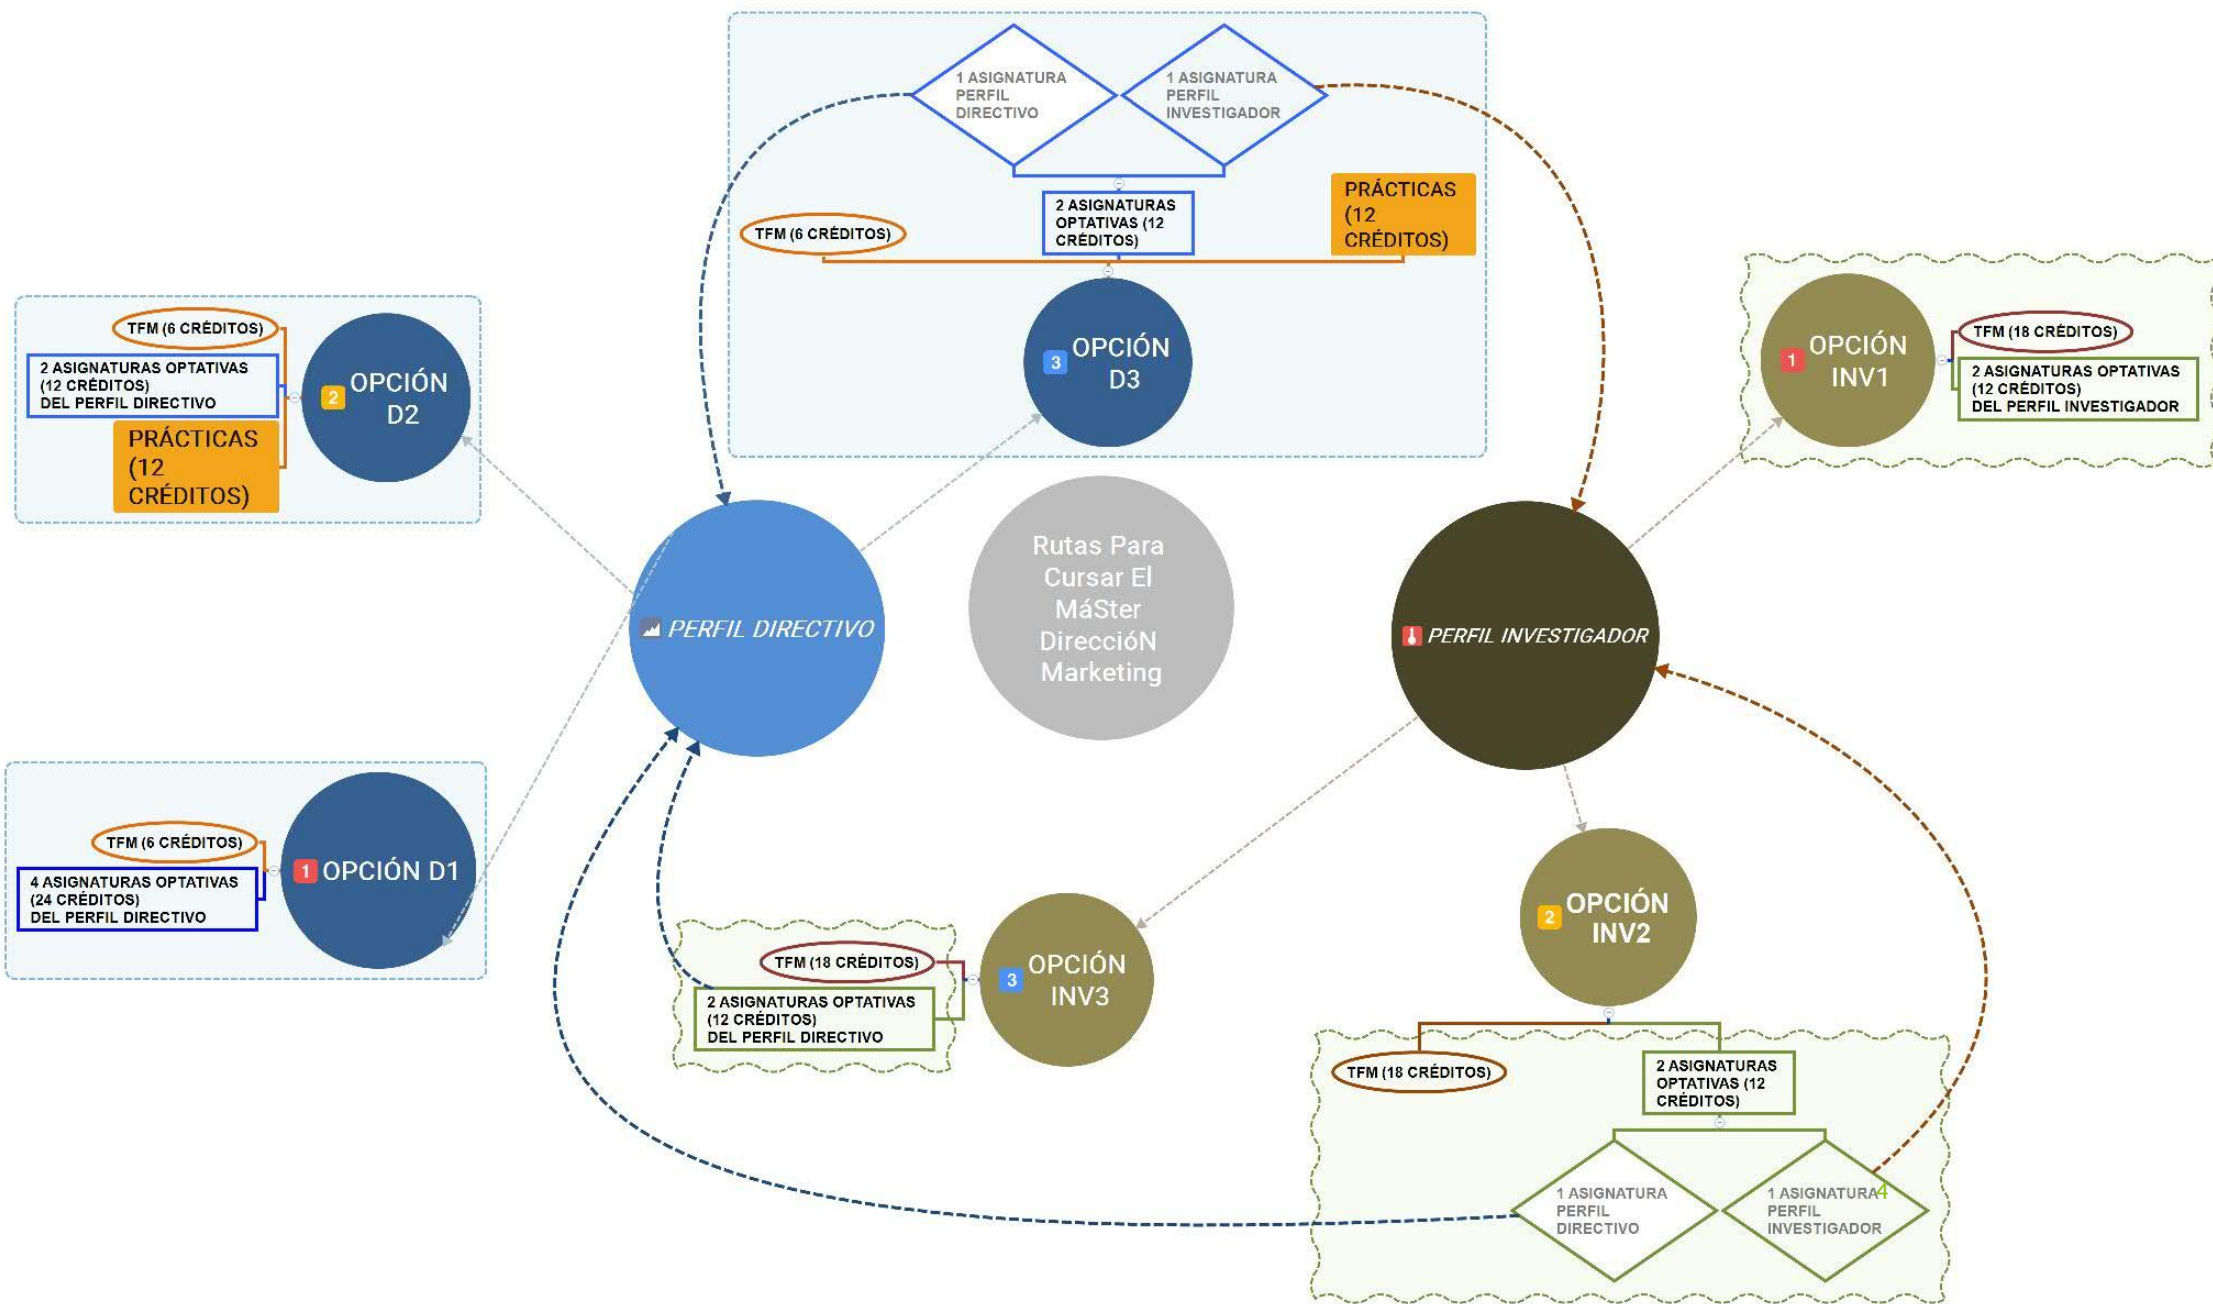 1 ASIGNATURA
PERFIL
DIRECTIVO
1 ASIGNATURA
PERFIL
INVESTIGADOR
TFM (6 CRÉDITOS)
2 ASIGNATURAS
OPTATIVAS (12
CRÉDITOS)
PRÁCTICAS
(12
CRÉDITOS)
3 OPCIÓN
D3
TFM (6 CRÉDITOS)
2 ASIGNATURAS OPTATIVAS
(12 CRÉDITOS)
DEL PERFIL DIRECTIVO
PRÁCTICAS
(12
CRÉDITOS)
2 OPCIÓN
D2
1 OPCIÓN
INV1
TFM (18 CRÉDITOS)
2 ASIGNATURAS OPTATIVAS
(12 CRÉDITOS)
DEL PERFIL INVESTIGADOR
PERFIL DIRECTIVO
Rutas Para
Cursar El
MáSter
DireccióN
Marketing
PERFIL INVESTIGADOR
TFM (6 CRÉDITOS)
4 ASIGNATURAS OPTATIVAS
(24 CRÉDITOS)
DEL PERFIL DIRECTIVO
1 OPCIÓN D1
TFM (18 CRÉDITOS)
2 ASIGNATURAS OPTATIVAS
(12 CRÉDITOS)
DEL PERFIL DIRECTIVO
3 OPCIÓN
INV3
2 OPCIÓN
INV2
TFM (18 CRÉDITOS)
2 ASIGNATURAS
OPTATIVAS (12
CRÉDITOS)
1 ASIGNATURA
PERFIL
DIRECTIVO
1 ASIGNATURA
PERFIL
INVESTIGADOR
4